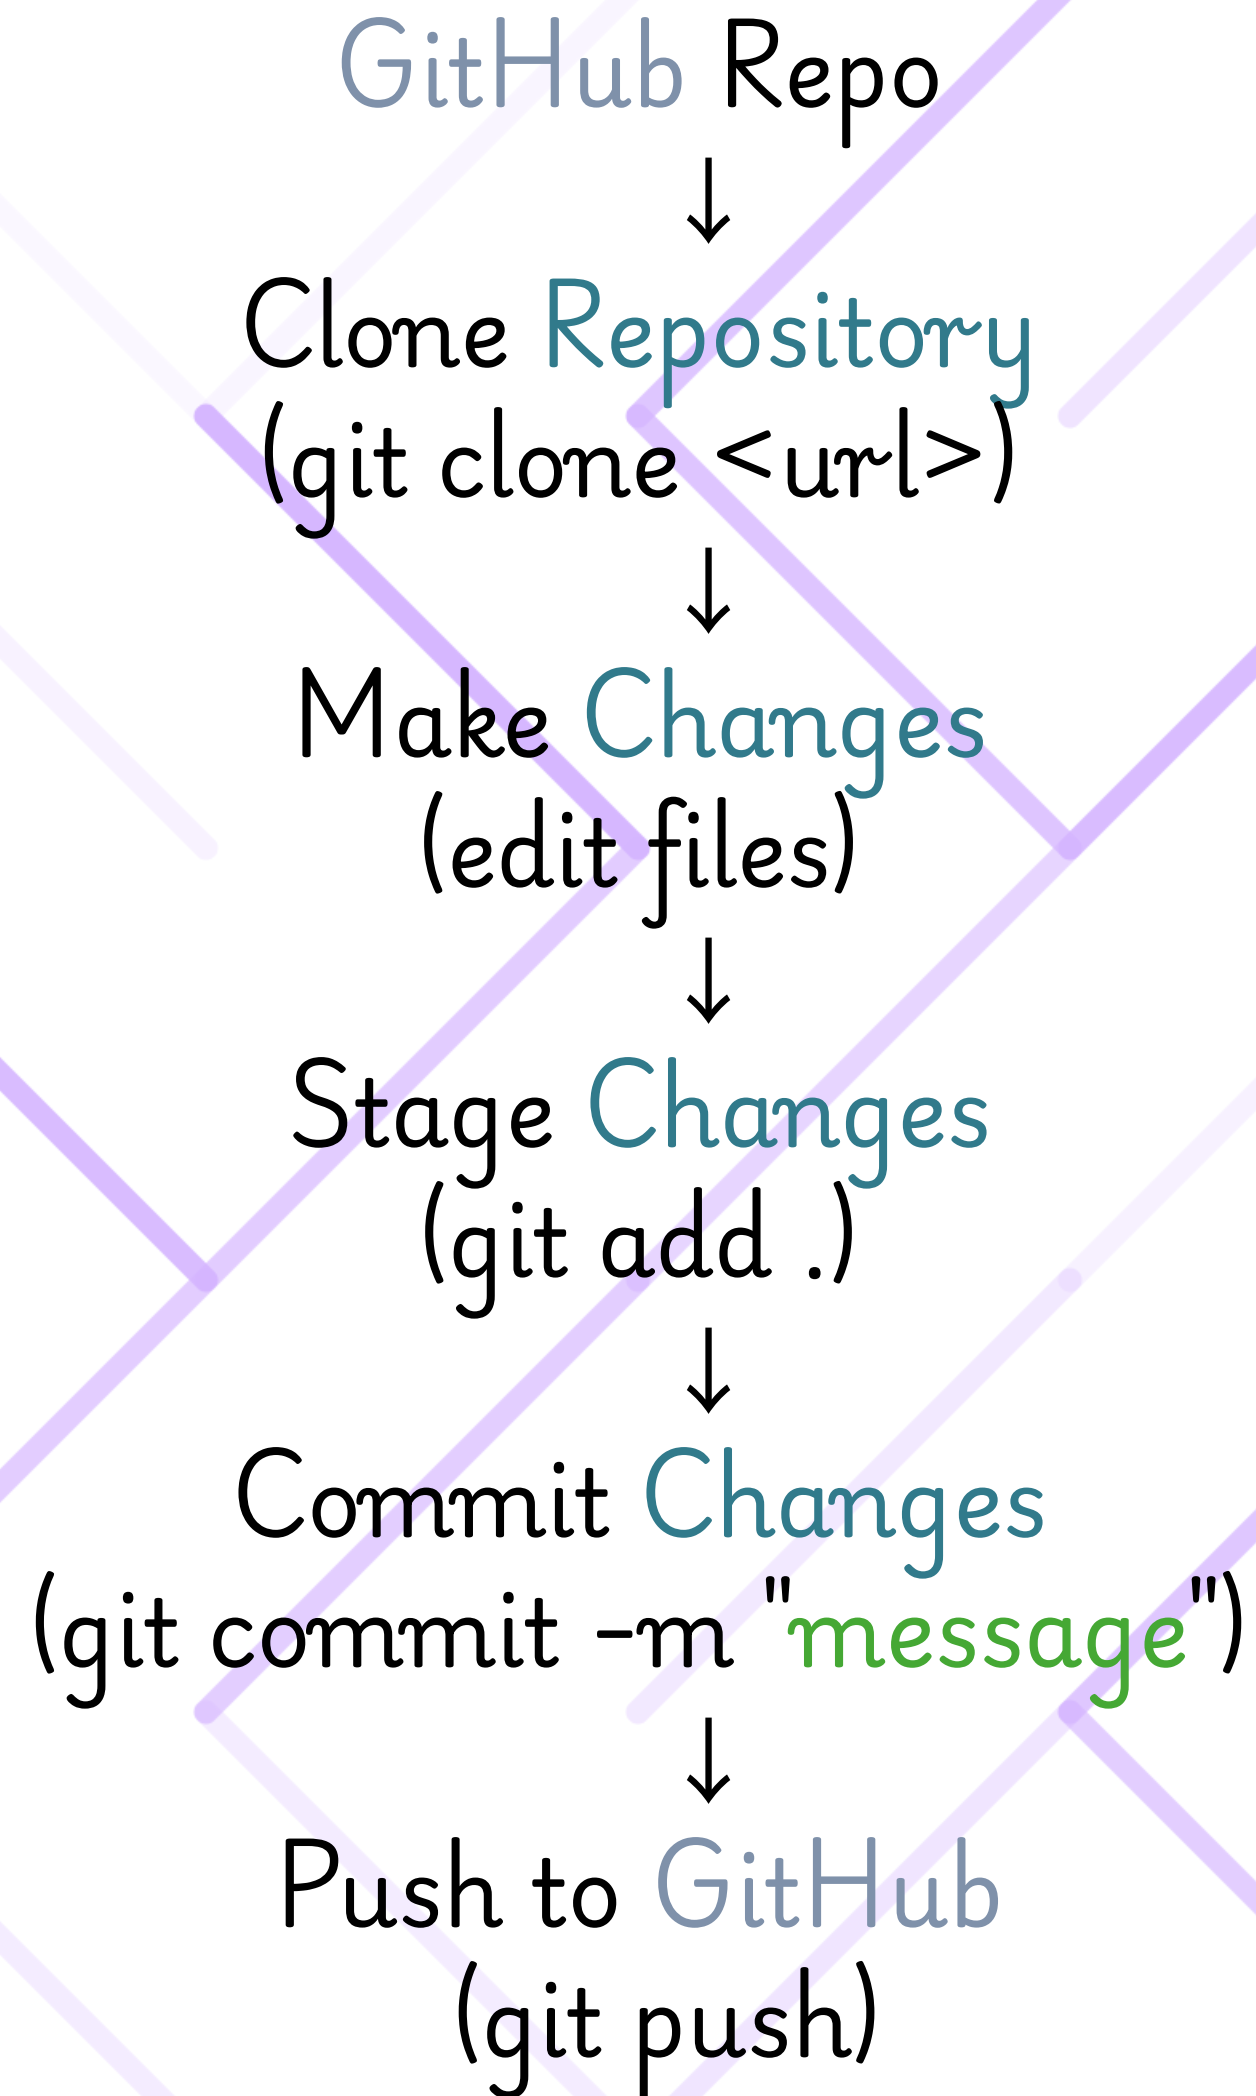 GitHub Repo
↓
Clone Repository
(git clone <url>)
↓
Make Changes
(edit files)
↓
Stage Changes
(git add .)
↓
Commit Changes
(git commit -m "message")
↓
Push to GitHub
(git push)